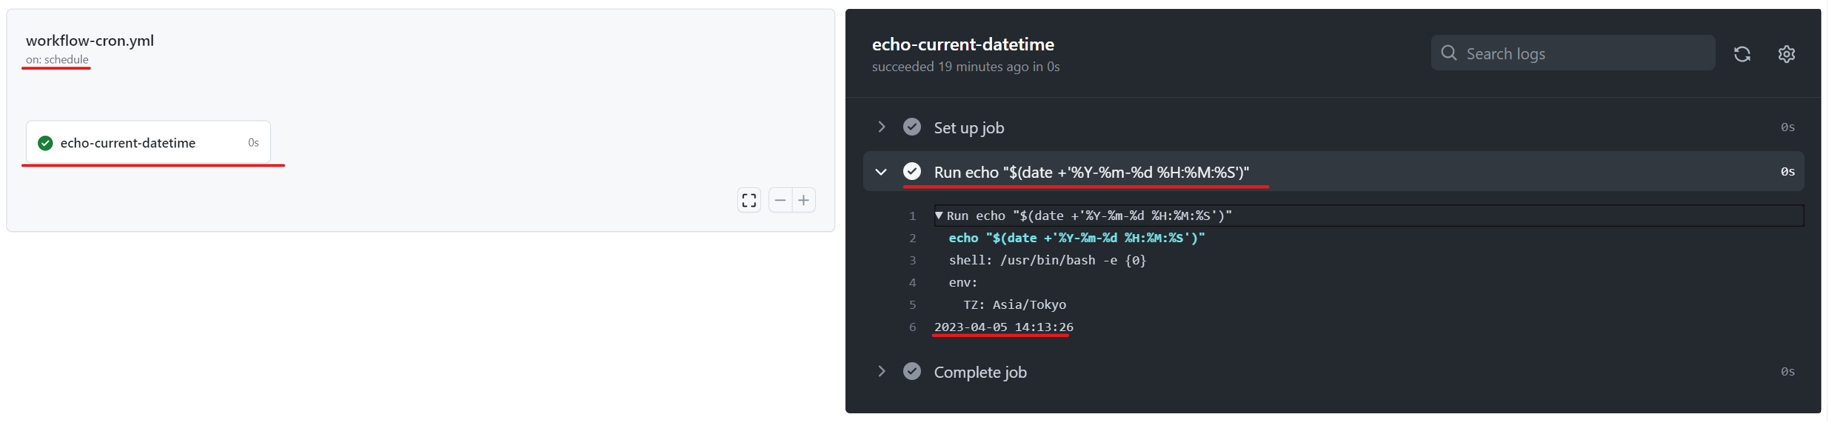 workflow-cron.yml
on: schedule
echo-current-datetime 0s
echo-current-datetime
succeeded 19 minutes ago in 0s
Search logs
Set up job 0s
Run echo "$(date +'%Y-%m-%d %H:%M:%S')" 0s
1 ▼Run echo "$(date +'%Y-%m-%d %H:%M:%S')"
2 echo "$(date +'%Y-%m-%d %H:%M:%S')"
3 shell: /usr/bin/bash -e {0}
4 env:
5 TZ: Asia/Tokyo
6 2023-04-05 14:13:26
Complete job 0s